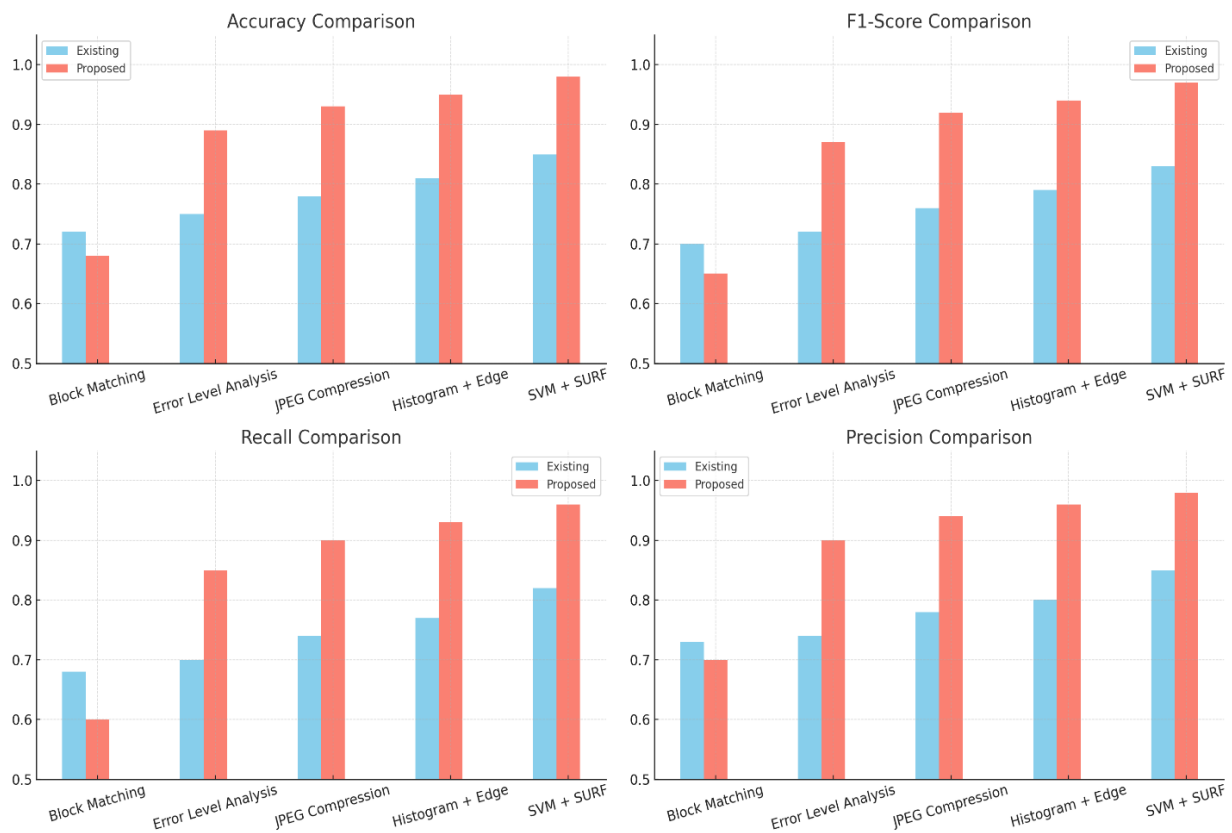 Accuracy Comparison
Existing
Proposed
1.0
0.9
0.8
0.7
0.6
0.5
Block Matching
Error Level Analysis
JPEG Compression
Histogram + Edge
SVM + SURF
F1-Score Comparison
Existing
Proposed
1.0
0.9
0.8
0.7
0.6
0.5
Block Matching
Error Level Analysis
JPEG Compression
Histogram + Edge
SVM + SURF
Recall Comparison
Existing
Proposed
1.0
0.9
0.8
0.7
0.6
0.5
Block Matching
Error Level Analysis
JPEG Compression
Histogram + Edge
SVM + SURF
Precision Comparison
Existing
Proposed
1.0
0.9
0.8
0.7
0.6
0.5
Block Matching
Error Level Analysis
JPEG Compression
Histogram + Edge
SVM + SURF